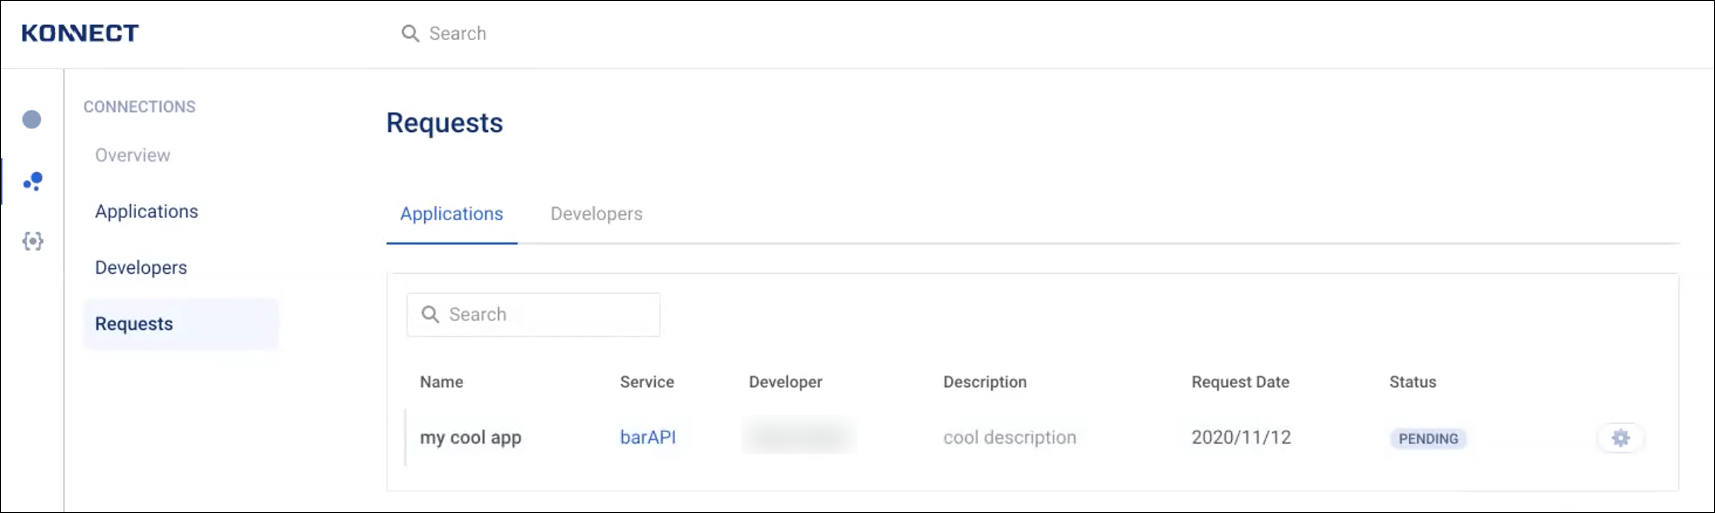 KONNECT
Search
CONNECTIONS
Overview
Applications
Developers
Requests
Requests
Applications Developers
Search
Name Service Developer Description Request Date Status
my cool app barAPI cool description 2020/11/12 PENDING